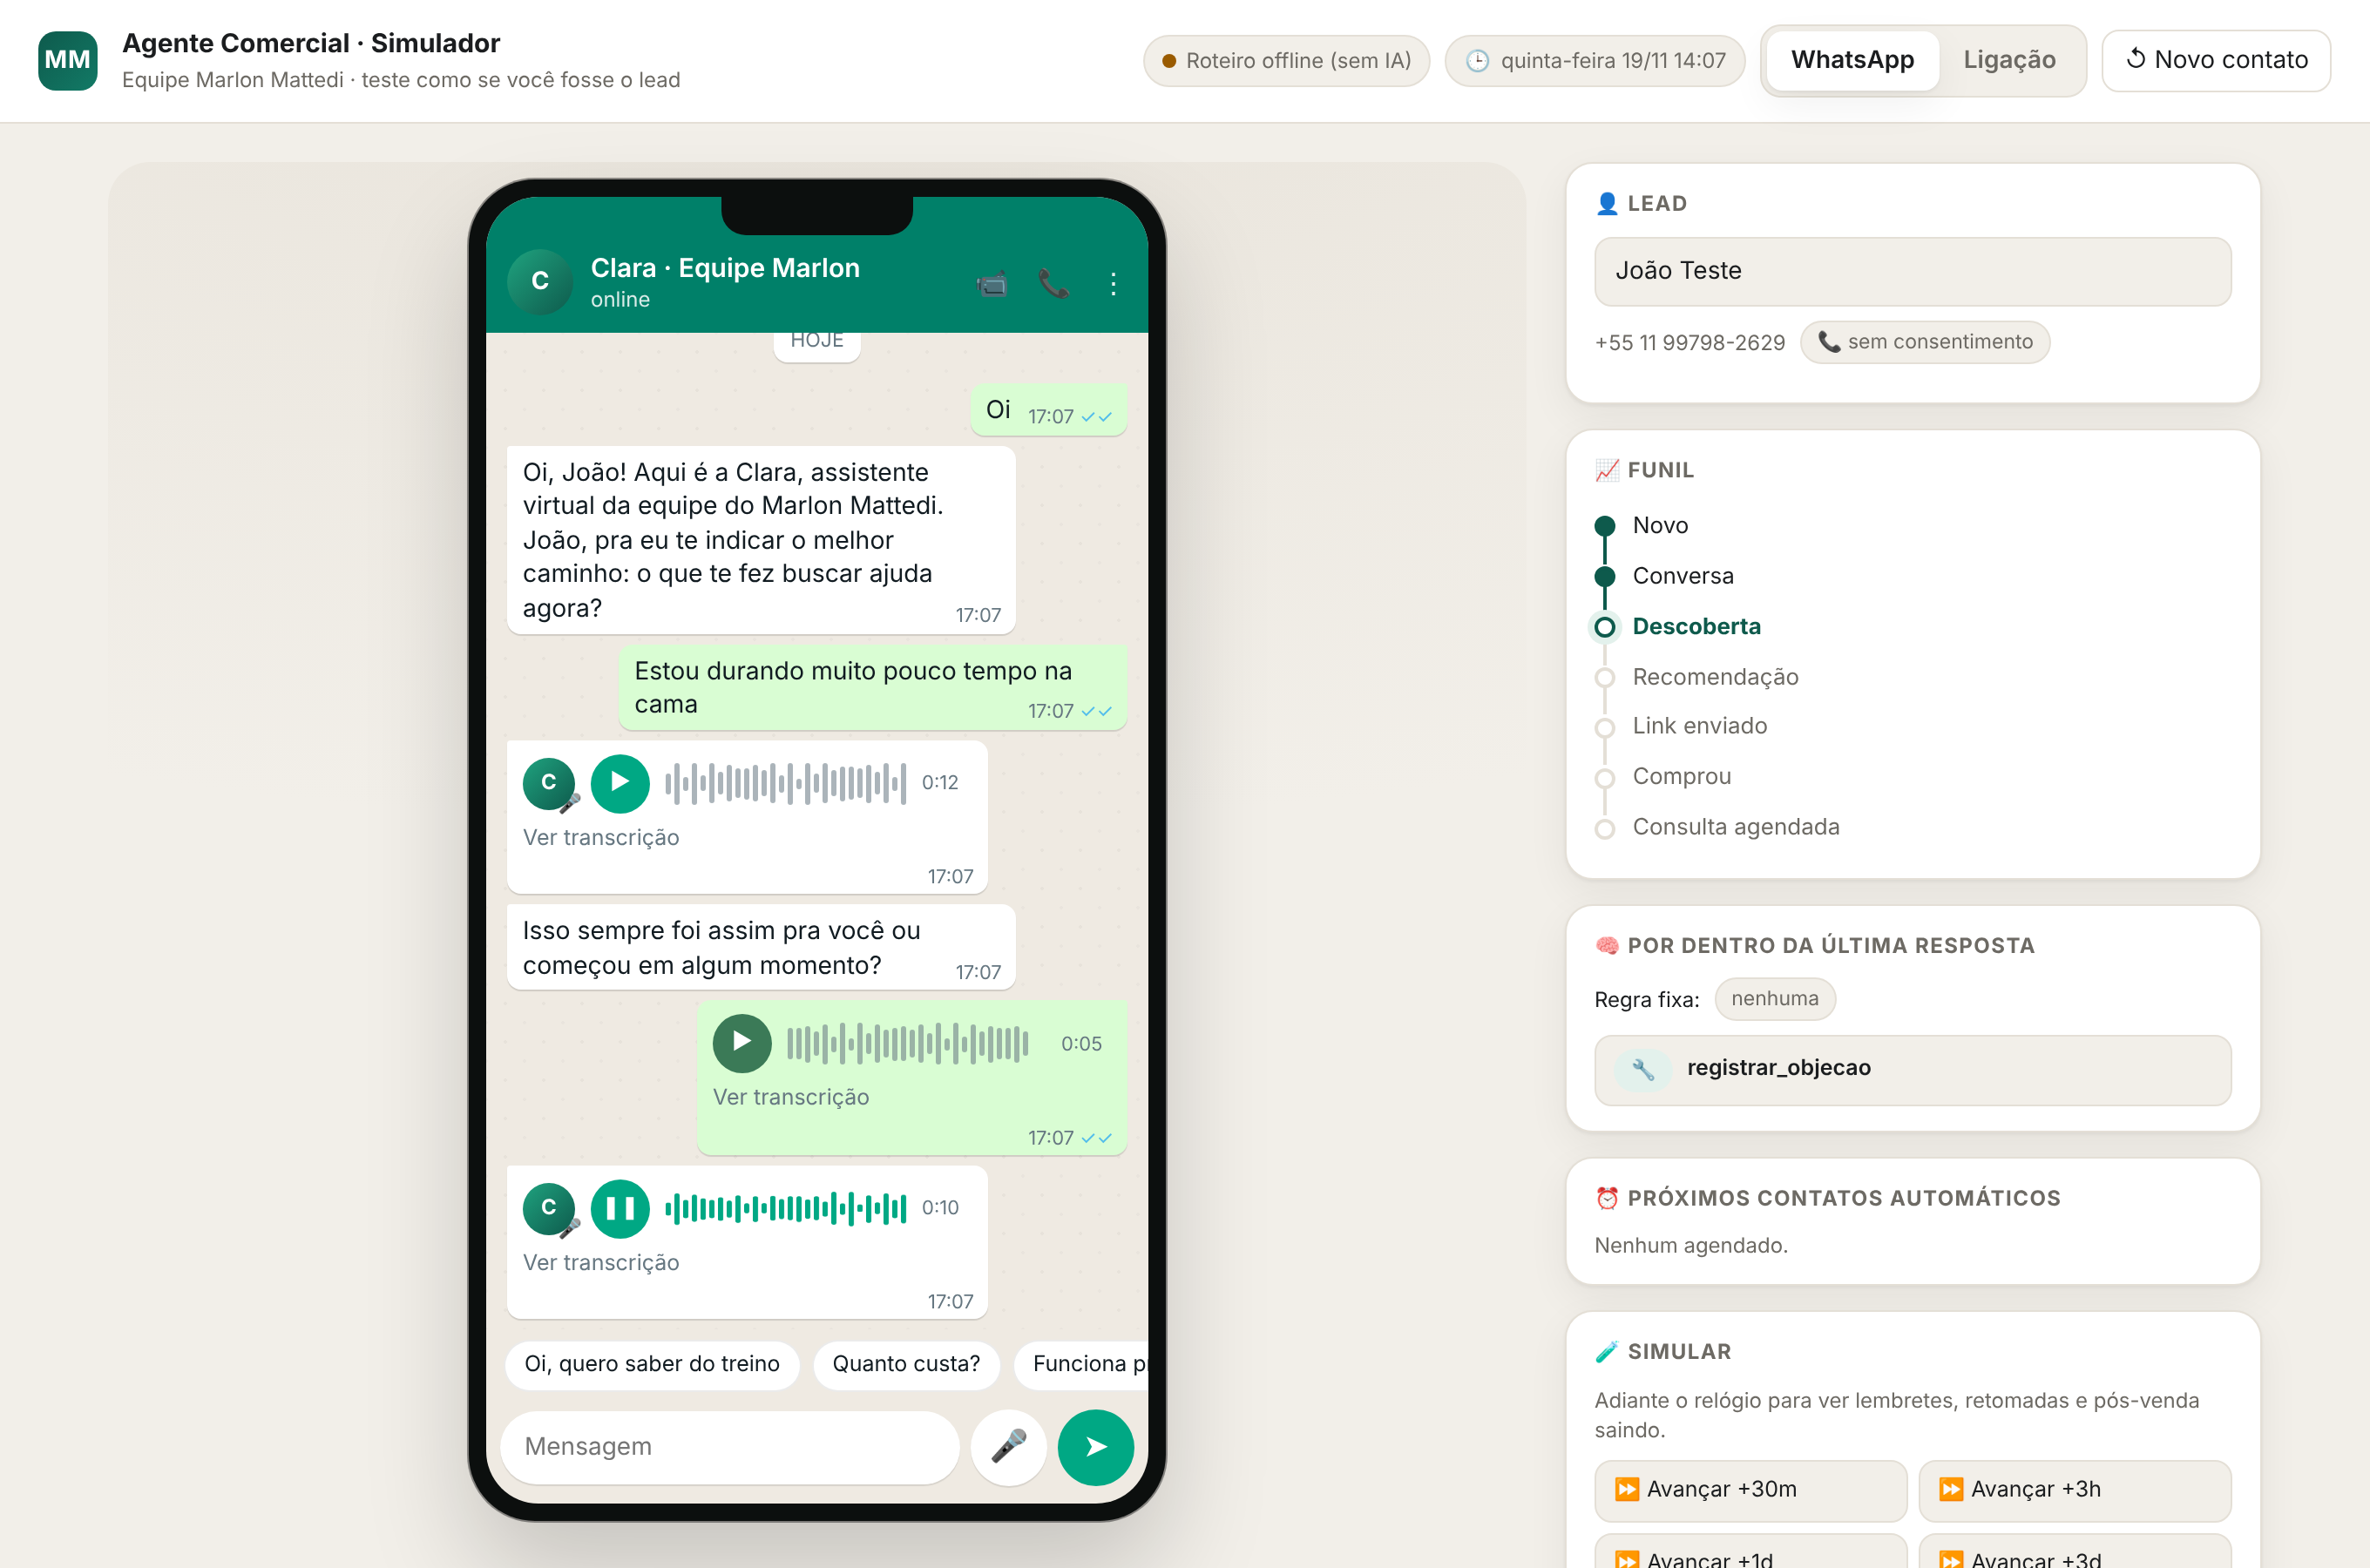 MM
Agente Comercial · Simulador
Equipe Marlon Mattedi · teste como se você fosse o lead
Roteiro offline (sem IA)
quinta-feira 19/11 14:07
WhatsApp
Ligação
Novo contato
C
Clara · Equipe Marlon
online
HOJE
Oi 17:07
Oi, João! Aqui é a Clara, assistente
virtual da equipe do Marlon Mattedi.
João, pra eu te indicar o melhor
caminho: o que te fez buscar ajuda
agora? 17:07
Estou durando muito pouco tempo na
cama 17:07
C 0:12
Ver transcrição
17:07
Isso sempre foi assim pra você ou
começou em algum momento? 17:07
0:05
Ver transcrição
17:07
C 0:10
Ver transcrição
17:07
Oi, quero saber do treino
Quanto custa?
Funciona p
Mensagem
LEAD
João Teste
+55 11 99798-2629
sem consentimento
FUNIL
Novo
Conversa
Descoberta
Recomendação
Link enviado
Comprou
Consulta agendada
POR DENTRO DA ÚLTIMA RESPOSTA
Regra fixa: nenhuma
registrar_objecao
PRÓXIMOS CONTATOS AUTOMÁTICOS
Nenhum agendado.
SIMULAR
Adiante o relógio para ver lembretes, retomadas e pós-venda
saindo.
Avançar +30m
Avançar +3h
Avançar +1d
Avançar +3d